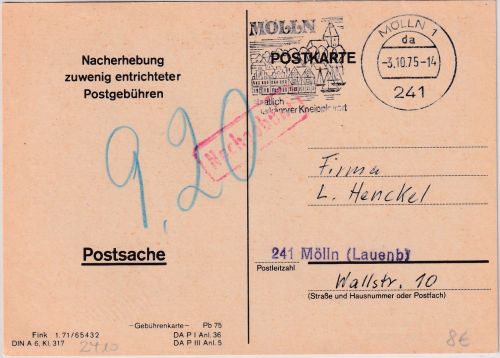 Nacherhebung
zuwenig entrichteter
Postgebühren
9,20
Postsache
Fink 1.71/65432
DIN A 6, Kl. 317
2410
–Gebührenkarte– Pb 75
DA P I Anl. 36
DA P III Anl. 5
MÖLLN
POSTKARTE
Kneippkurort
MÖLLN 1
da
-3.10.75-14
241
Firma
L. Henckel
241 Mölln (Lauenb)
Postleitzahl
Wallstr. 10
(Straße und Hausnummer oder Postfach)
8€